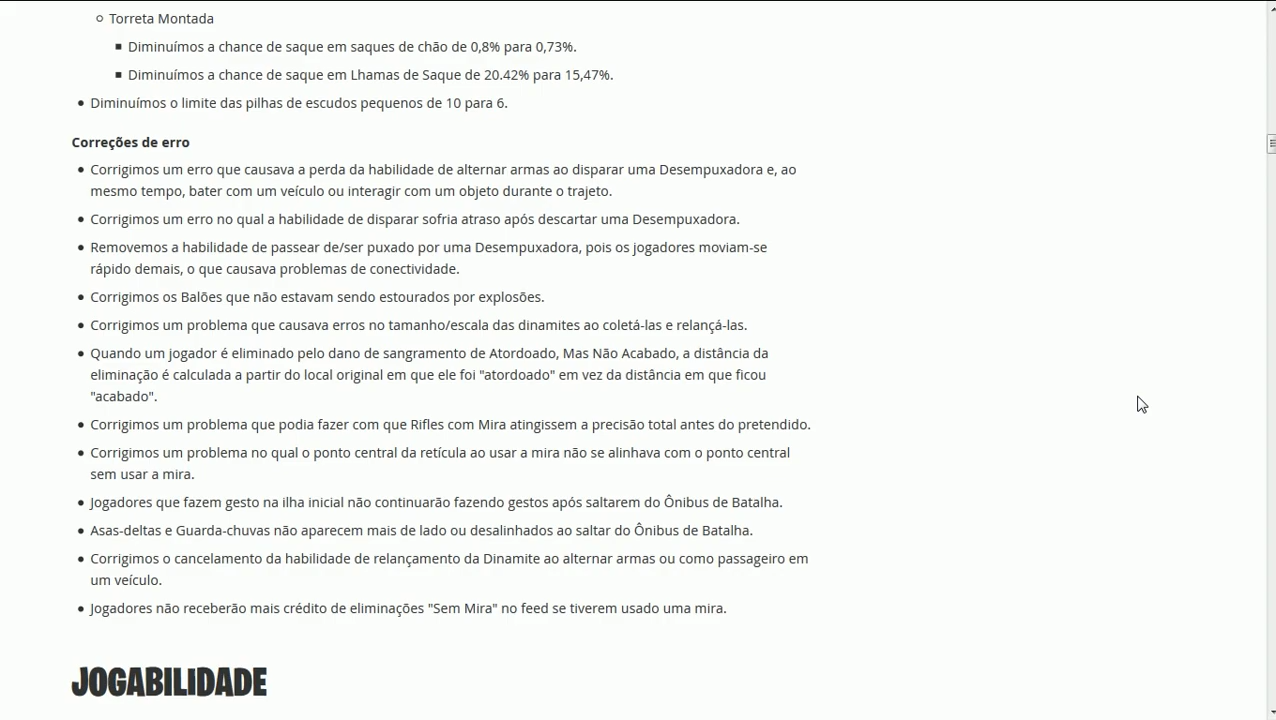 Torreta Montada
Diminuímos a chance de saque em saques de chão de 0,8% para 0,73%.
Diminuímos a chance de saque em Lhamas de Saque de 20.42% para 15,47%.
Diminuímos o limite das pilhas de escudos pequenos de 10 para 6.
Correções de erro
Corrigimos um erro que causava a perda da habilidade de alternar armas ao disparar uma Desempuxadora e, ao
mesmo tempo, bater com um veículo ou interagir com um objeto durante o trajeto.
Corrigimos um erro no qual a habilidade de disparar sofria atraso após descartar uma Desempuxadora.
Removemos a habilidade de passear de/ser puxado por uma Desempuxadora, pois os jogadores moviam-se
rápido demais, o que causava problemas de conectividade.
Corrigimos os Balões que não estavam sendo estourados por explosões.
Corrigimos um problema que causava erros no tamanho/escala das dinamites ao coletá-las e relançá-las.
Quando um jogador é eliminado pelo dano de sangramento de Atordoado, Mas Não Acabado, a distância da
eliminação é calculada a partir do local original em que ele foi "atordoado" em vez da distância em que ficou
"acabado".
Corrigimos um problema que podia fazer com que Rifles com Mira atingissem a precisão total antes do pretendido.
Corrigimos um problema no qual o ponto central da retícula ao usar a mira não se alinhava com o ponto central
sem usar a mira.
Jogadores que fazem gesto na ilha inicial não continuarão fazendo gestos após saltarem do Ônibus de Batalha.
Asas-deltas e Guarda-chuvas não aparecem mais de lado ou desalinhados ao saltar do Ônibus de Batalha.
Corrigimos o cancelamento da habilidade de relançamento da Dinamite ao alternar armas ou como passageiro em
um veículo.
Jogadores não receberão mais crédito de eliminações "Sem Mira" no feed se tiverem usado uma mira.
JOGABILIDADE